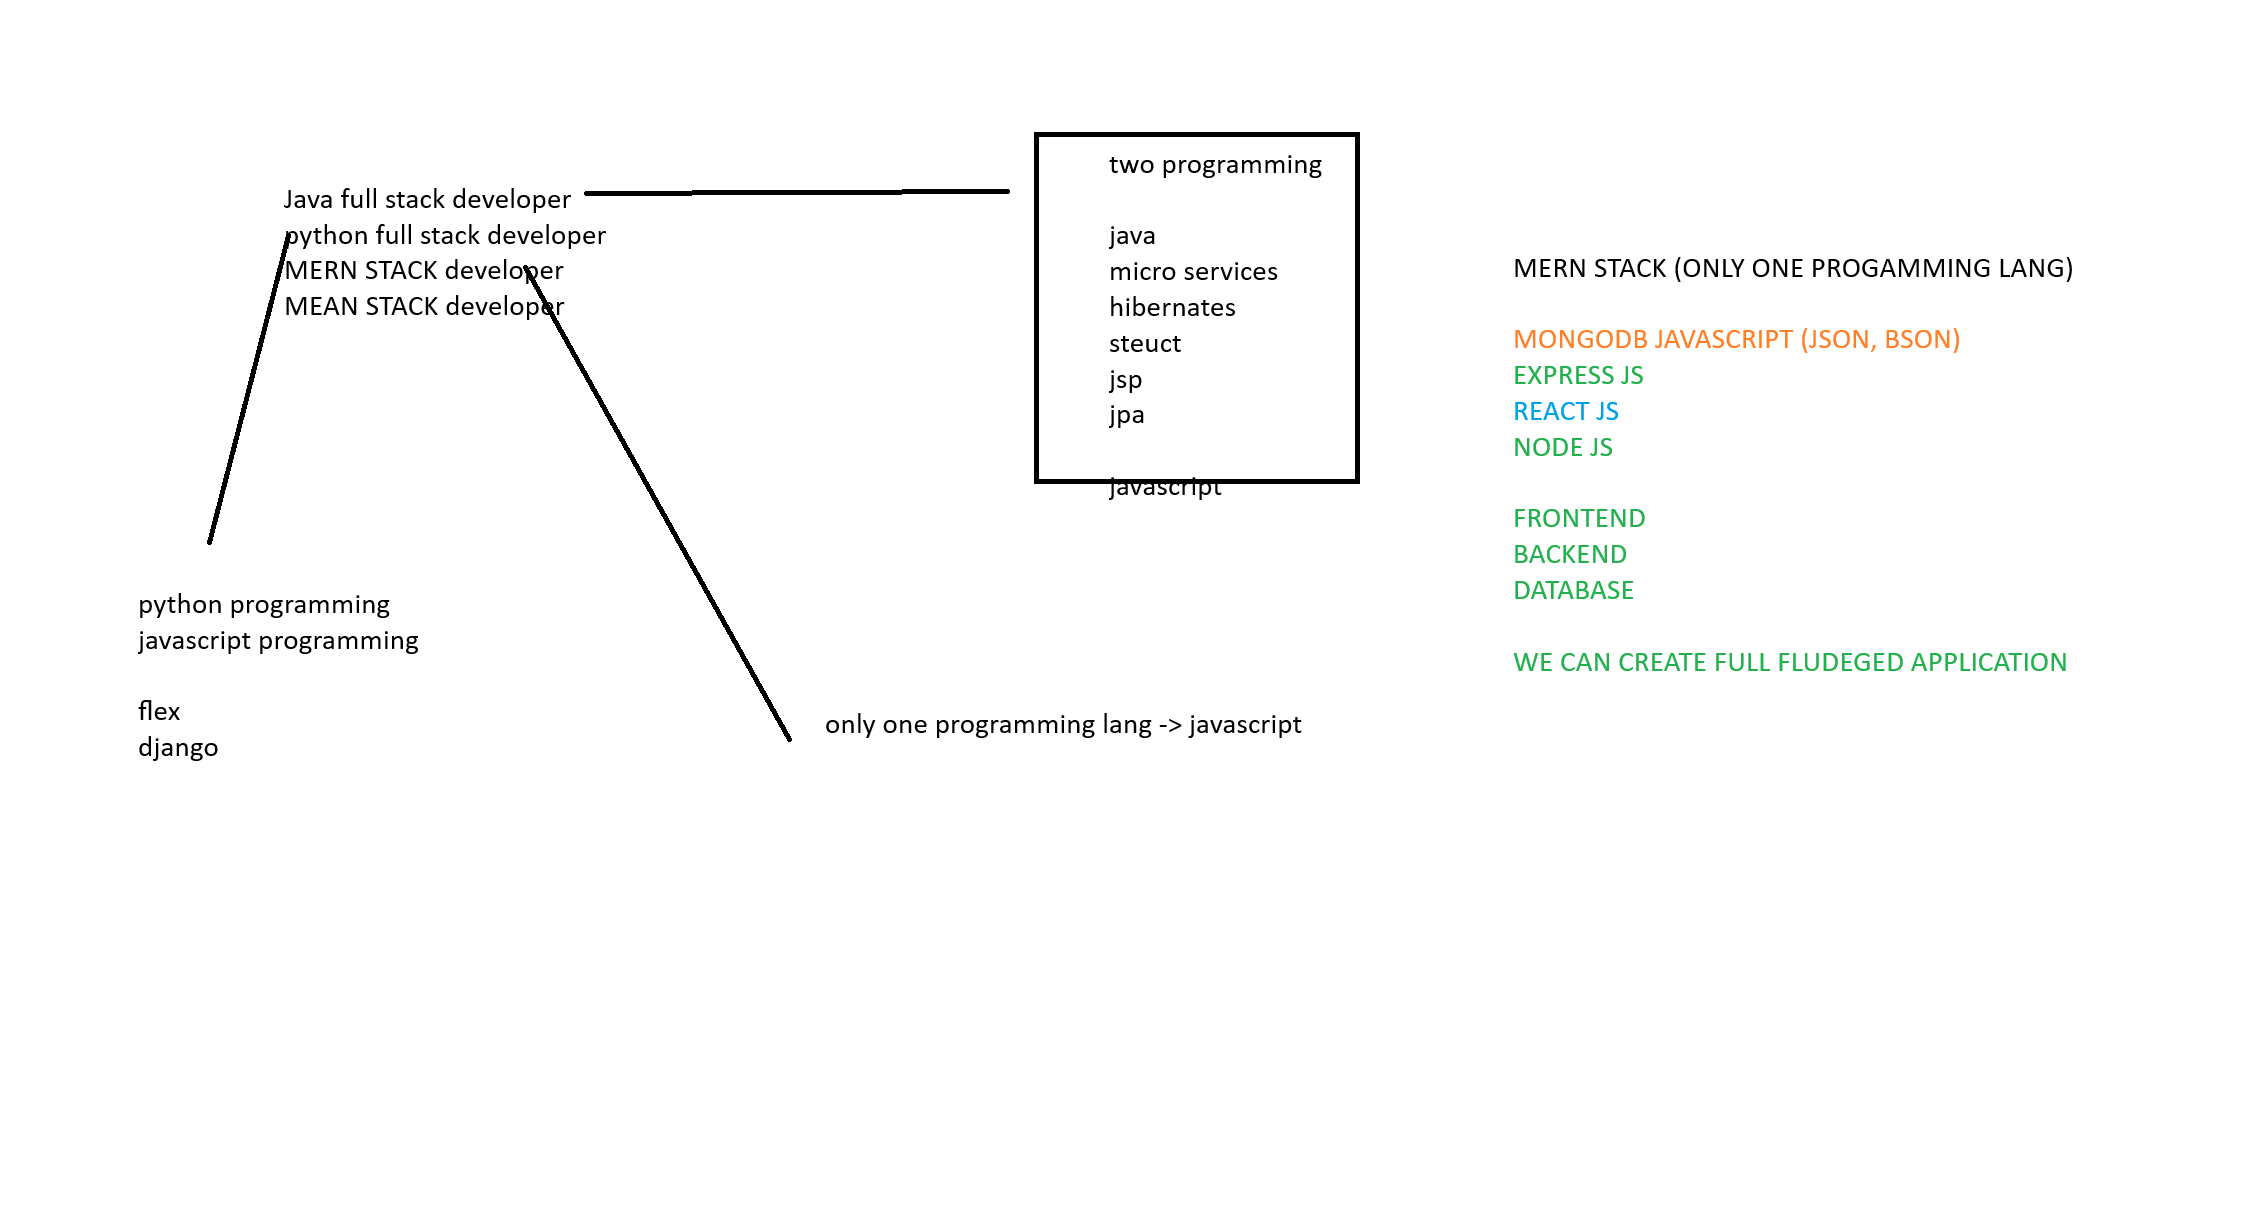 Java full stack developer
python full stack developer
MERN STACK developer
MEAN STACK developer
two programming
java
micro services
hibernates
steuct
jsp
jpa
javascript
MERN STACK (ONLY ONE PROGAMMING LANG)
MONGODB JAVASCRIPT (JSON, BSON)
EXPRESS JS
REACT JS
NODE JS
FRONTEND
BACKEND
DATABASE
WE CAN CREATE FULL FLUDEGED APPLICATION
python programming
javascript programming
flex
django
only one programming lang -> javascript